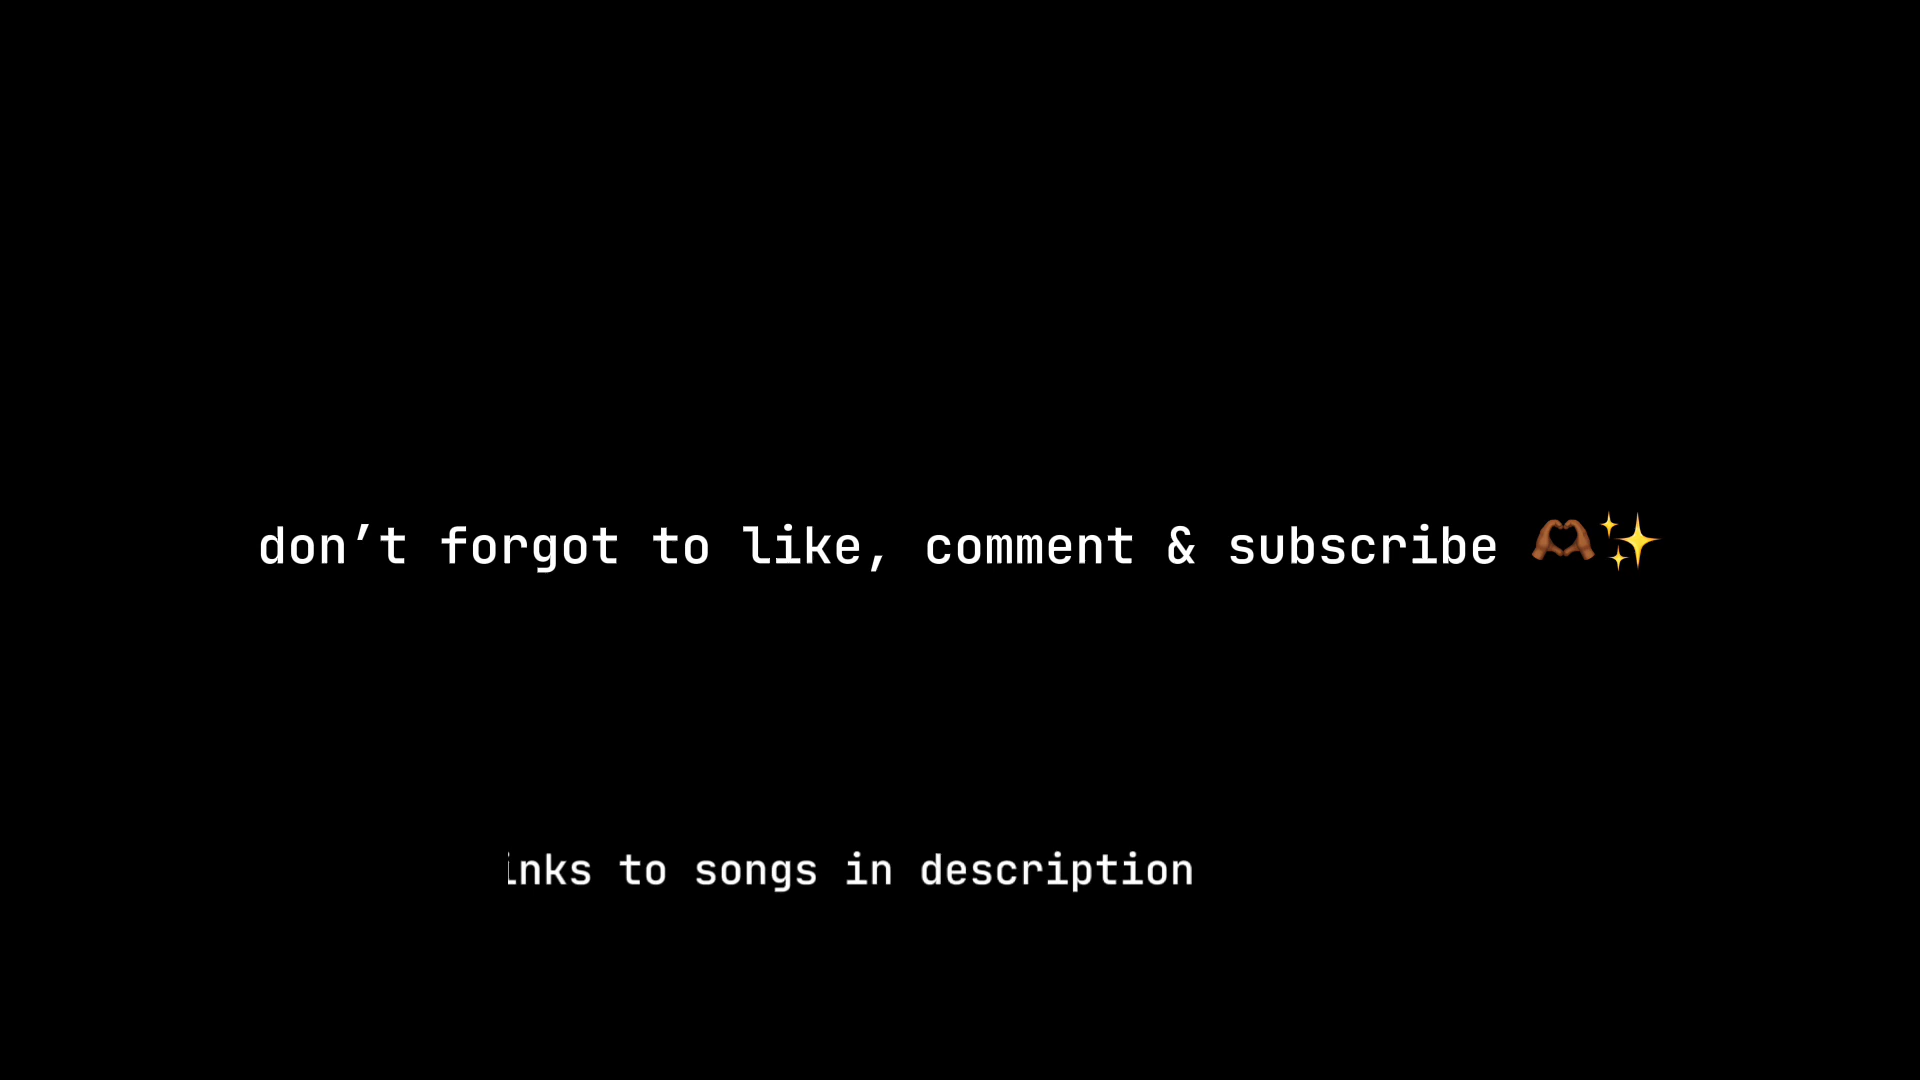 don’t forgot to like, comment & subscribe 🫶🏾✨
inks to songs in description